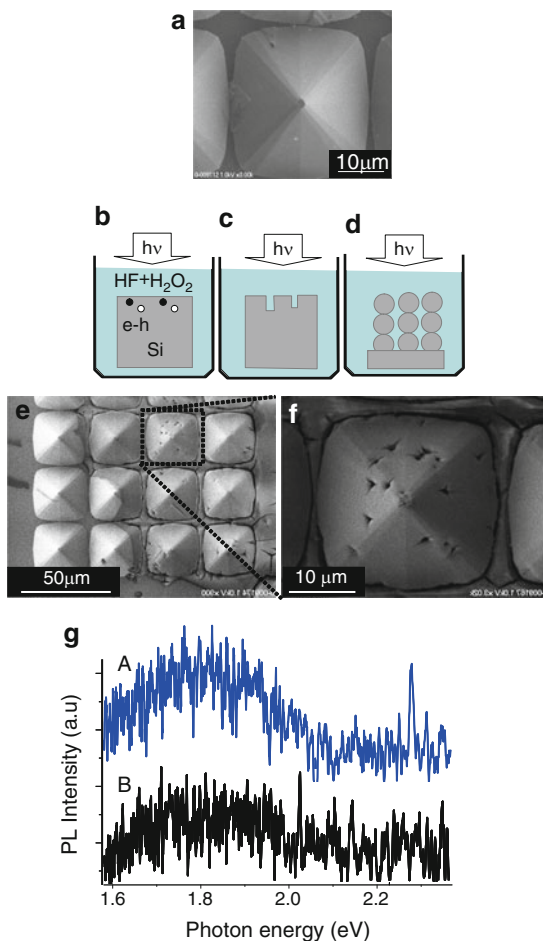 a
10μm
b
c
d
hν
hν
hν
HF+H₂O₂
e-h
Si
e
f
50μm
10 μm
g
A
B
PL Intensity (a.u)
1.6
1.8
2.0
2.2
Photon energy (eV)